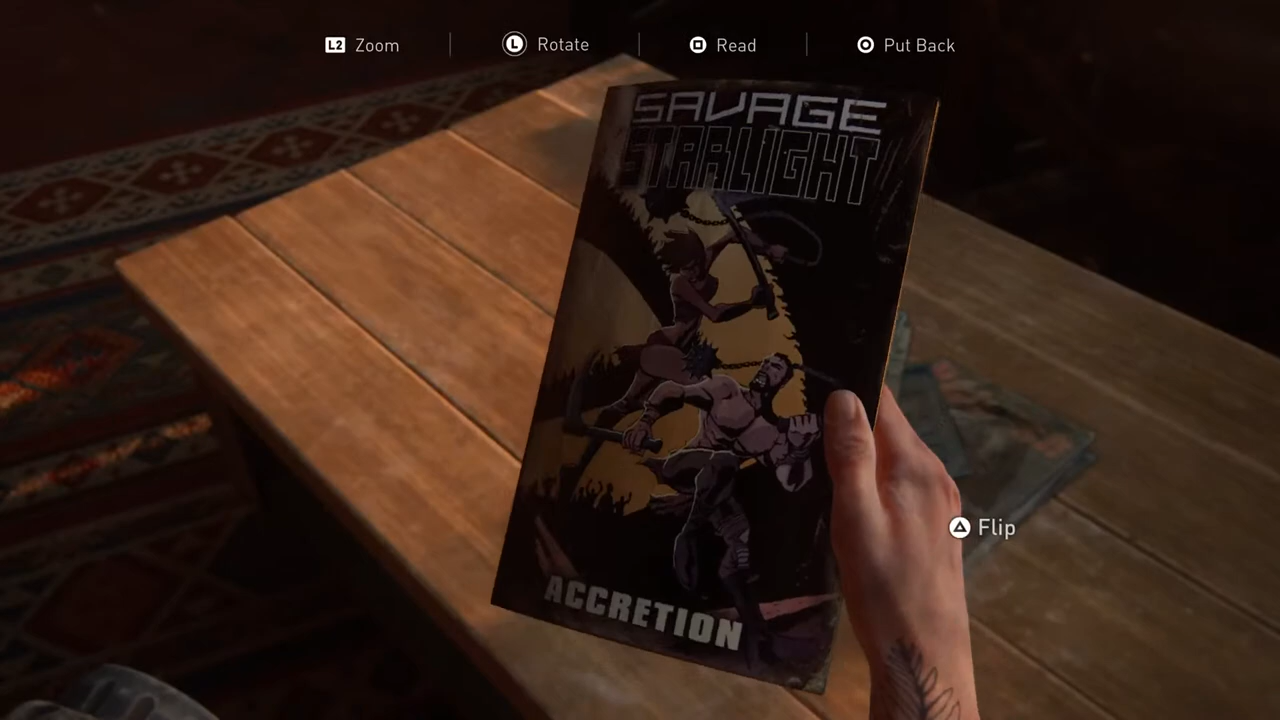 L2 Zoom
L Rotate
Read
Put Back
SAVAGE
STARLIGHT
Flip
ACCRETION